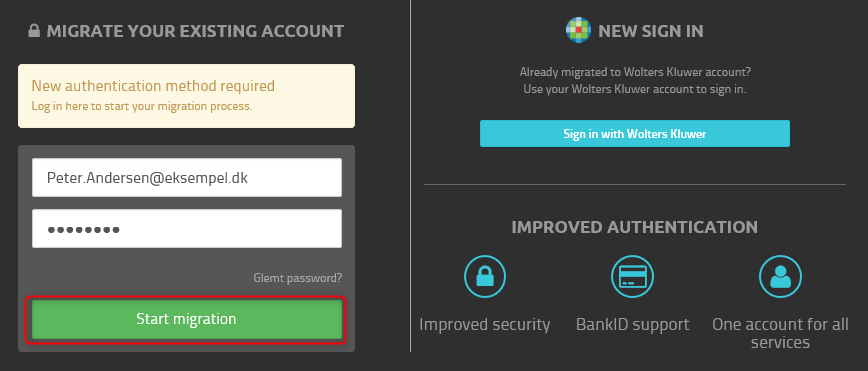 MIGRATE YOUR EXISTING ACCOUNT
New authentication method required
Log in here to start your migration process.
Peter.Andersen@eksempel.dk
••••••••
Glemt password?
Start migration
NEW SIGN IN
Already migrated to Wolters Kluwer account?
Use your Wolters Kluwer account to sign in.
Sign in with Wolters Kluwer
IMPROVED AUTHENTICATION
Improved security
BankID support
One account for all
services